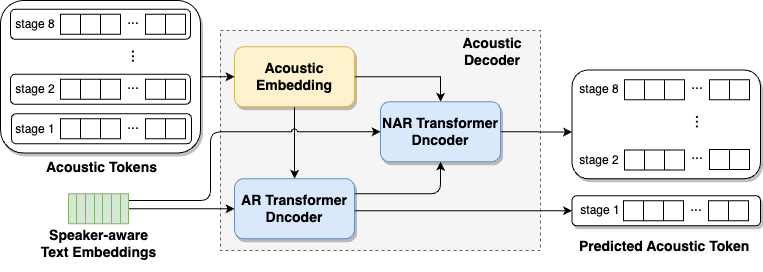 stage 8
...
stage 2
...
stage 1
...
Acoustic Tokens
Speaker-aware
Text Embeddings
Acoustic
Decoder
Acoustic
Embedding
NAR Transformer
Dncoder
AR Transformer
Dncoder
stage 8
...
stage 2
...
stage 1
...
Predicted Acoustic Token